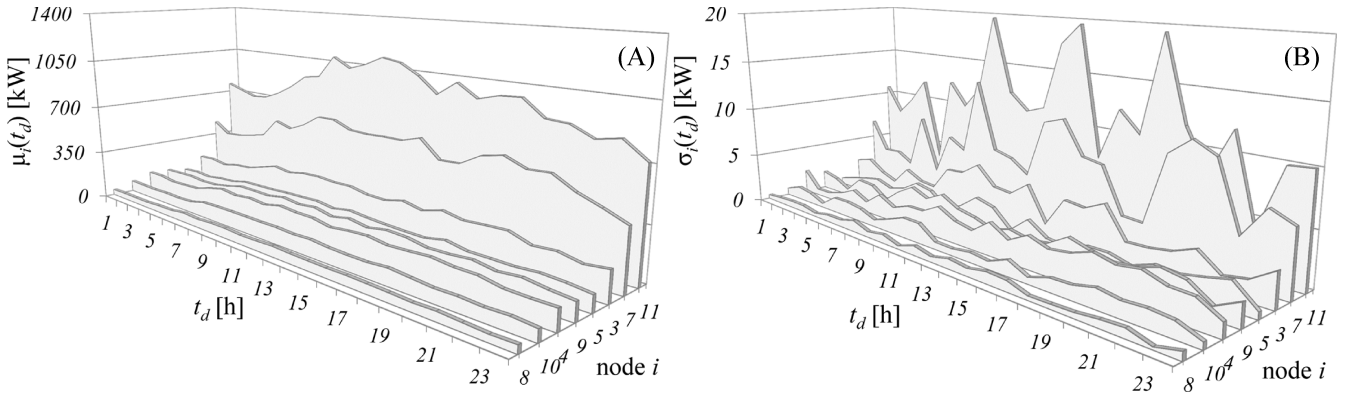 1400
1050
700
350
0
μi(td) [kW]
(A)
1 3 5 7 9 11 13 15 17 19 21 23
td [h]
8 10 4 9 5 3 7 11
node i
20
15
10
5
0
σi(td) [kW]
(B)
1 3 5 7 9 11 13 15 17 19 21 23
td [h]
8 10 4 9 5 3 7 11
node i